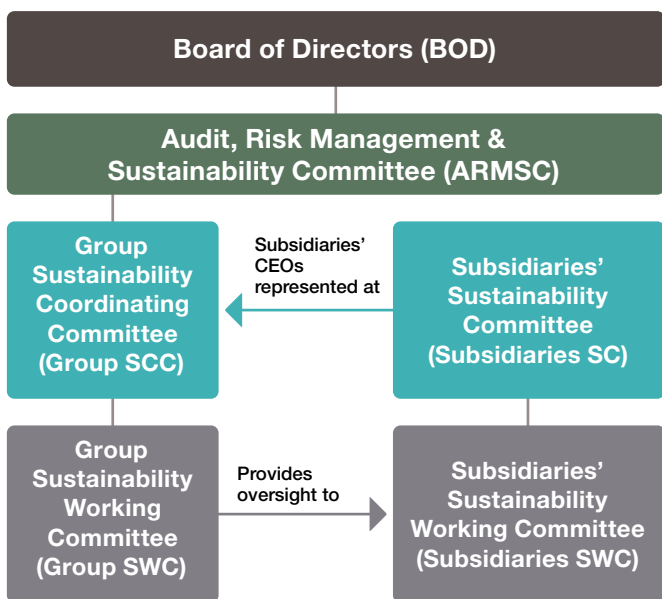 Board of Directors (BOD)
Audit, Risk Management &
Sustainability Committee (ARMSC)
Group
Sustainability
Coordinating
Committee
(Group SCC)
Subsidiaries’
CEOs
represented at
Subsidiaries’
Sustainability
Committee
(Subsidiaries SC)
Group
Sustainability
Working
Committee
(Group SWC)
Provides
oversight to
Subsidiaries’
Sustainability
Working Committee
(Subsidiaries SWC)